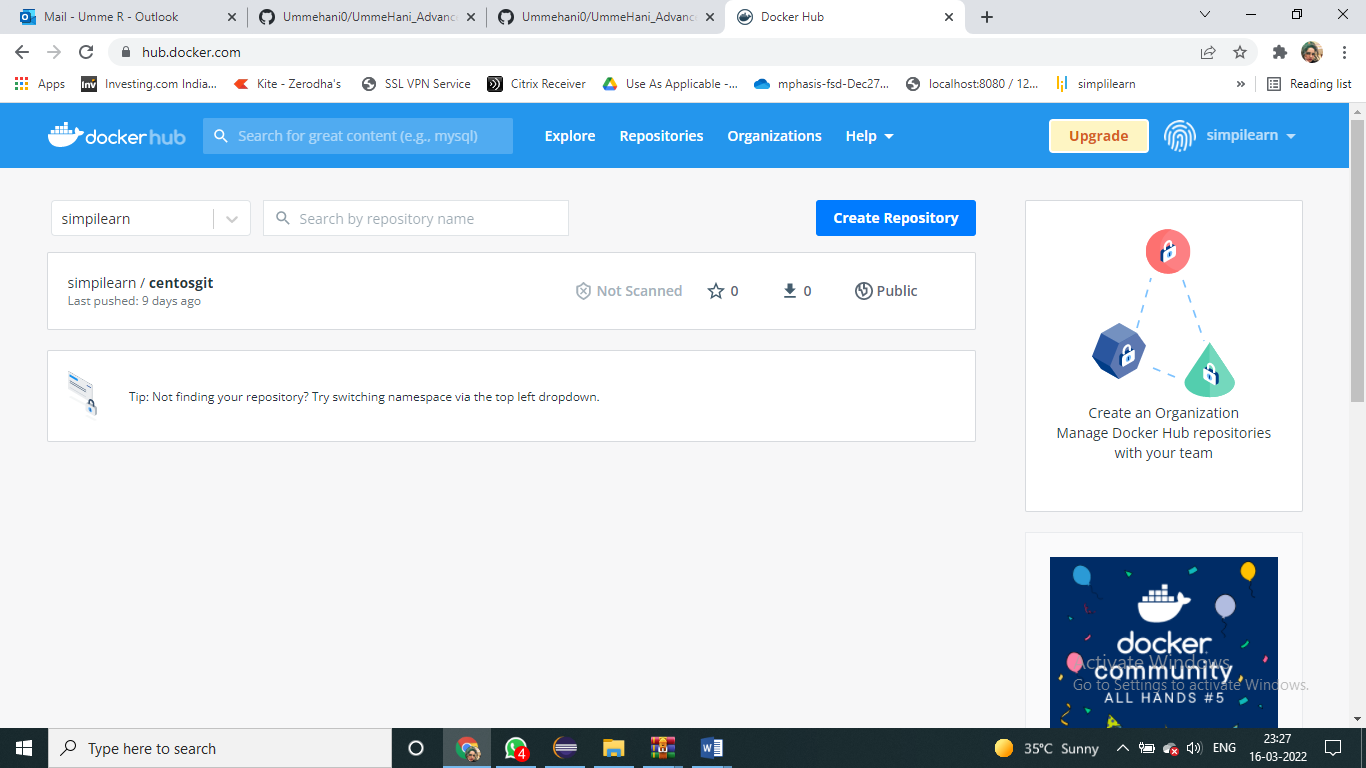 Mail - Umme R - Outlook
Ummehani0/UmmeHani_Advanc
Ummehani0/UmmeHani_Advanc
Docker Hub
hub.docker.com
Apps
Investing.com India...
Kite - Zerodha's
SSL VPN Service
Citrix Receiver
Use As Applicable -...
mphasis-fsd-Dec27...
localhost:8080 / 12...
simplilearn
»
Reading list
Inv
docker hub
Search for great content (e.g., mysql)
Explore
Repositories
Organizations
Help
Upgrade
simpilearn
simpilearn
Search by repository name
Create Repository
simpilearn / centosgit
Last pushed: 9 days ago
Not Scanned
0
0
Public
Tip: Not finding your repository? Try switching namespace via the top left dropdown.
Create an Organization
Manage Docker Hub repositories
with your team
docker
community
ALL HANDS #5
Activate Windows
Go to Settings to activate Windows.
Type here to search
4
35°C Sunny
ENG
23:27
16-03-2022